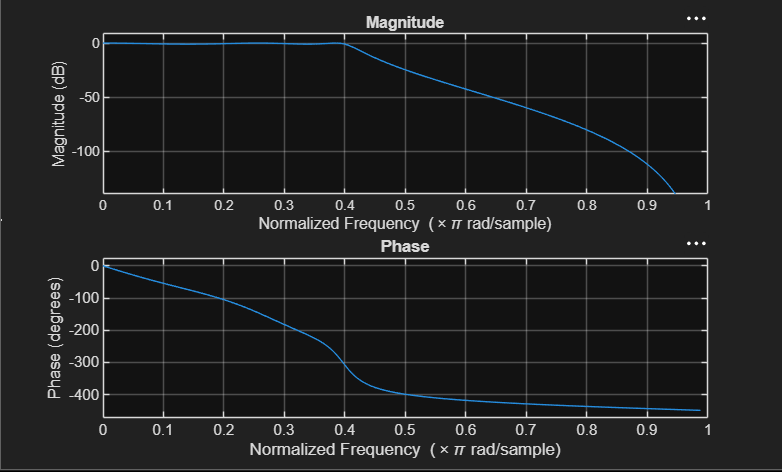 Magnitude
Magnitude (dB)
0
-50
-100
0 0.1 0.2 0.3 0.4 0.5 0.6 0.7 0.8 0.9 1
Normalized Frequency (× π rad/sample)
Phase
Phase (degrees)
0
-100
-200
-300
-400
0 0.1 0.2 0.3 0.4 0.5 0.6 0.7 0.8 0.9 1
Normalized Frequency (× π rad/sample)